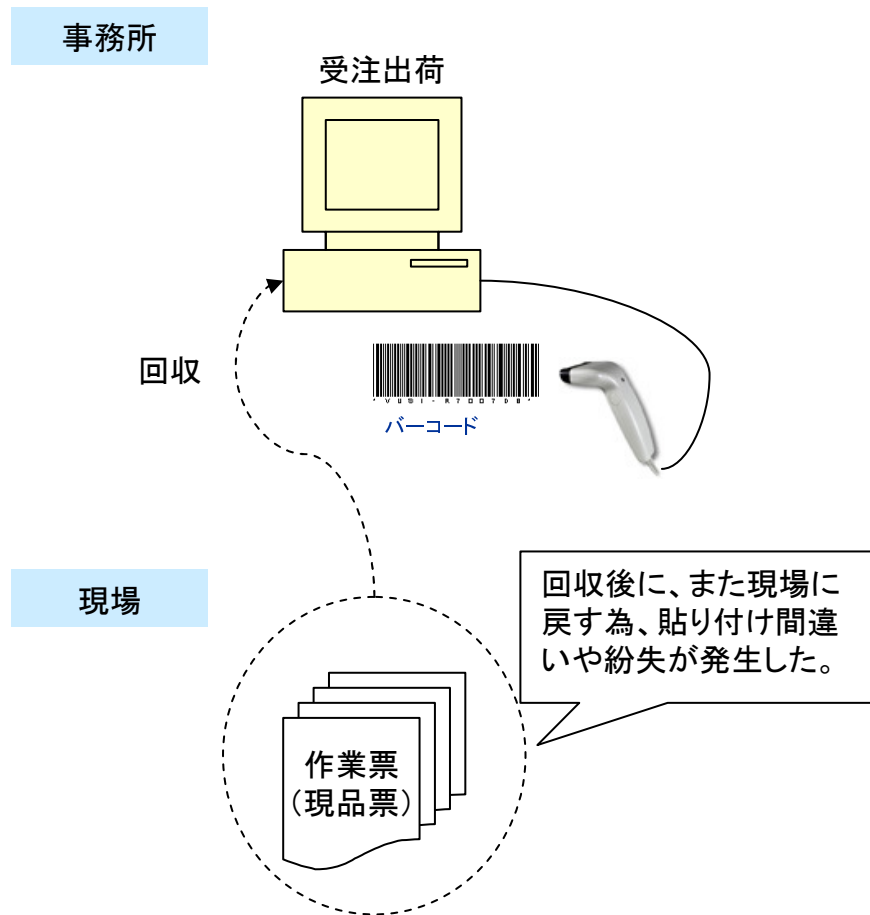 事務所
受注出荷
回収
バーコード
現場
回収後に、また現場に
戻す為、貼り付け間違
いや紛失が発生した。
作業票
(現品票)